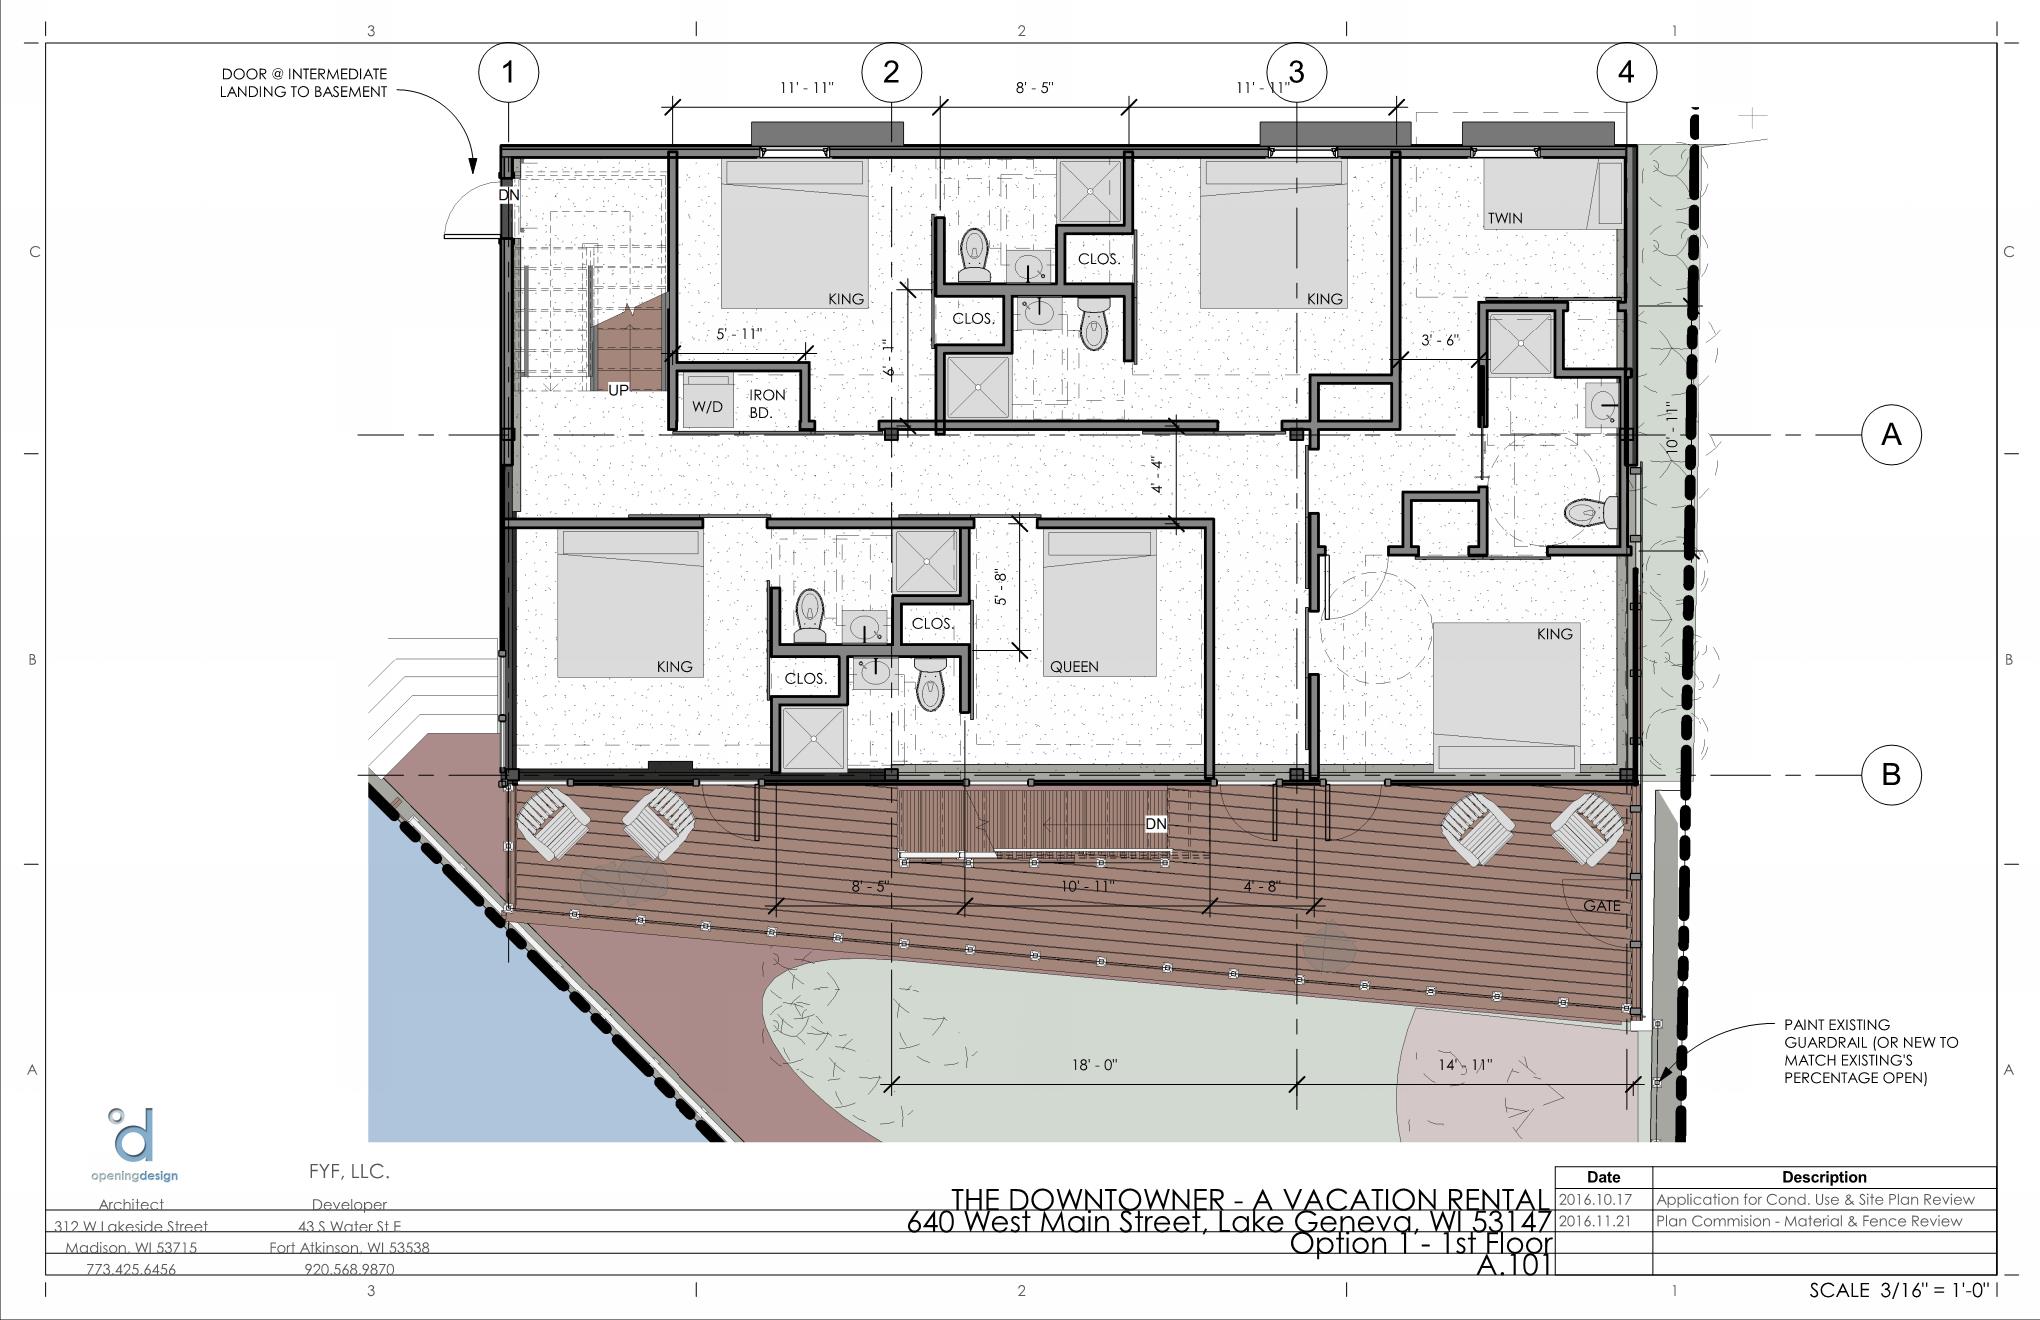 3
2
1
1
2
3
4
DOOR @ INTERMEDIATE
LANDING TO BASEMENT
11' - 11"
8' - 5"
11' - 11"
DN
C
C
TWIN
CLOS.
KING
KING
CLOS.
5' - 11"
6' - 1"
3' - 6"
UP
W/D
IRON
BD.
10' - 11"
A
4' - 4"
5' - 8"
CLOS.
KING
KING
QUEEN
CLOS.
B
B
B
DN
8' - 5"
10' - 11"
4' - 8"
GATE
PAINT EXISTING
GUARDRAIL (OR NEW TO
MATCH EXISTING'S
PERCENTAGE OPEN)
18' - 0"
14' - 11"
A
A
d
openingdesign
FYF, LLC.
Architect
Developer
312 W Lakeside Street
43 S Water St E
Madison, WI 53715
Fort Atkinson, WI 53538
773.425.6456
920.568.9870
THE DOWNTOWNER - A VACATION RENTAL
640 West Main Street, Lake Geneva, WI 53147
Option 1 - 1st Floor
A.101
Date
Description
2016.10.17
Application for Cond. Use & Site Plan Review
2016.11.21
Plan Commision - Material & Fence Review
3
2
1
SCALE 3/16" = 1'-0"